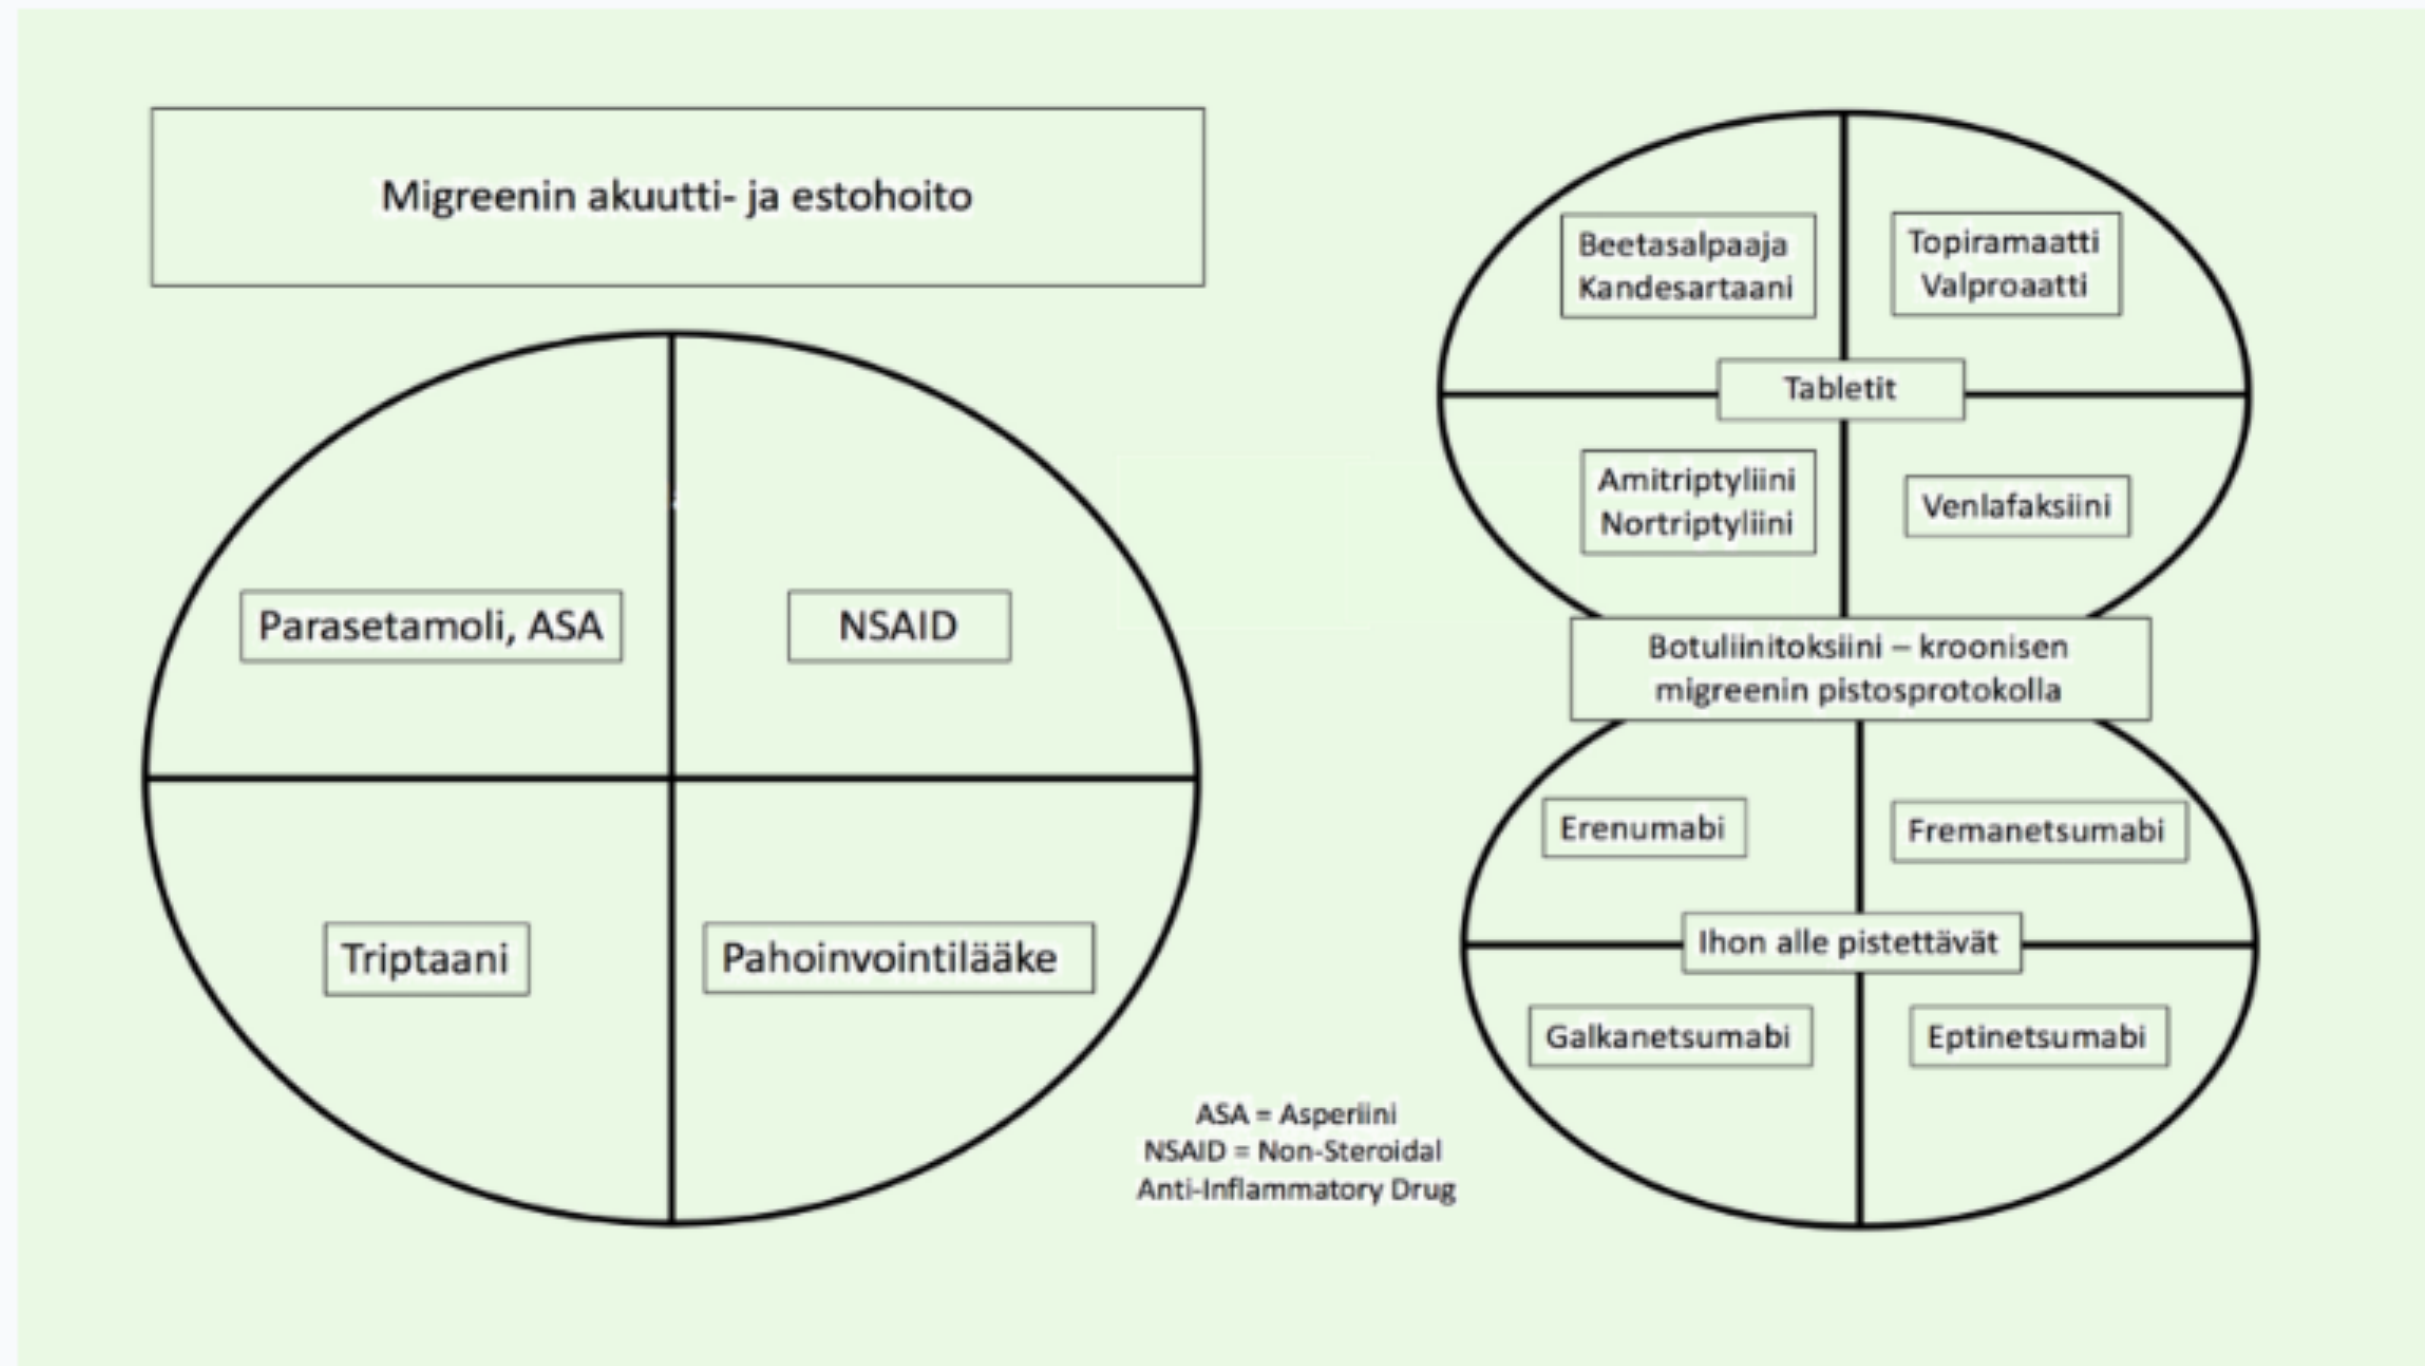 Migreenin akuutti- ja estohoito
Parasetamoli, ASA
NSAID
Triptaani
Pahoinvointilääke
ASA = Asperiini
NSAID = Non-Steroidal
Anti-Inflammatory Drug
Beetasalpaaja
Kandesartaani
Topiramaatti
Valproaatti
Tabletit
Amitriptyliini
Nortriptyliini
Venlafaksiini
Botuliinitoksiini – kroonisen
migreenin pistosprotokolla
Erenumabi
Fremanetsumabi
Ihon alle pistettävät
Galkanetsumabi
Eptinetsumabi